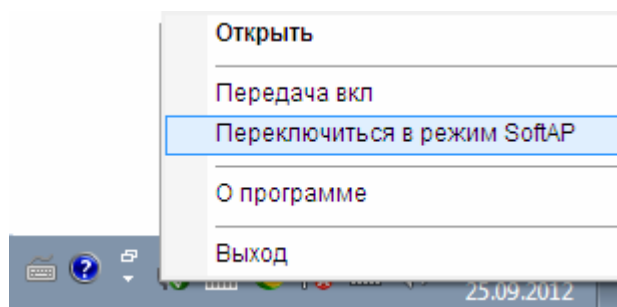 Открыть
Передача вкл
Переключиться в режим SoftAP
О программе
Выход
25.09.2012